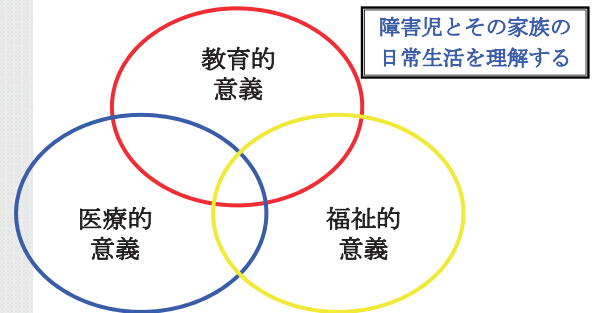 障害児とその家族の
日常生活を理解する
教育的
意義
医療的
意義
福祉的
意義